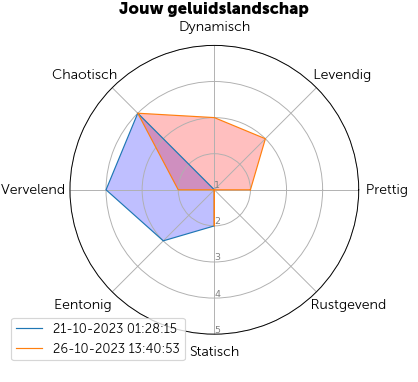 Jouw geluidslandschap
Dynamisch
Chaotisch
Levendig
Vervelend
Prettig
1
2
3
4
5
Eentonig
Rustgevend
Statisch
21-10-2023 01:28:15
26-10-2023 13:40:53